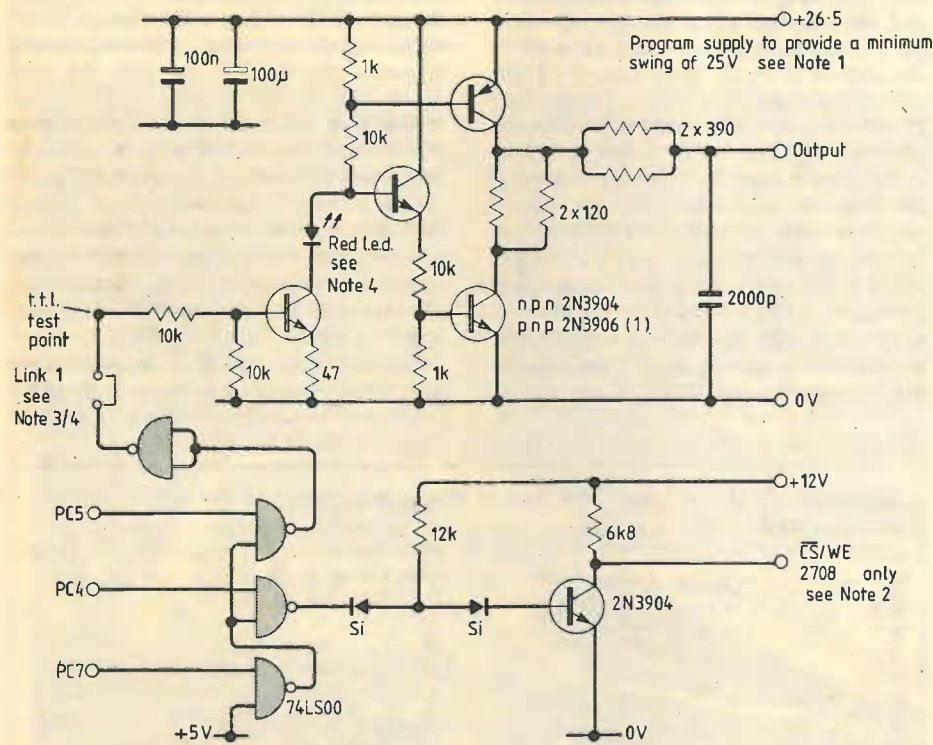 +26·5
Program supply to provide a minimum
swing of 25V see Note 1
100n
100μ
1k
10k
2 x 390
Output
2 x 120
Red l.e.d.
see
Note 4
10k
t.t.l.
test
point
10k
n p n 2N3904
p n p 2N3906 (1)
2000p
Link 1
see
Note 3/4
10k
47
1k
0V
+12V
PC5
12k
6k8
C̅S̅/WE
2708 only
see Note 2
PC4
Si
Si
2N3904
PC7
74LS00
+5V
0V